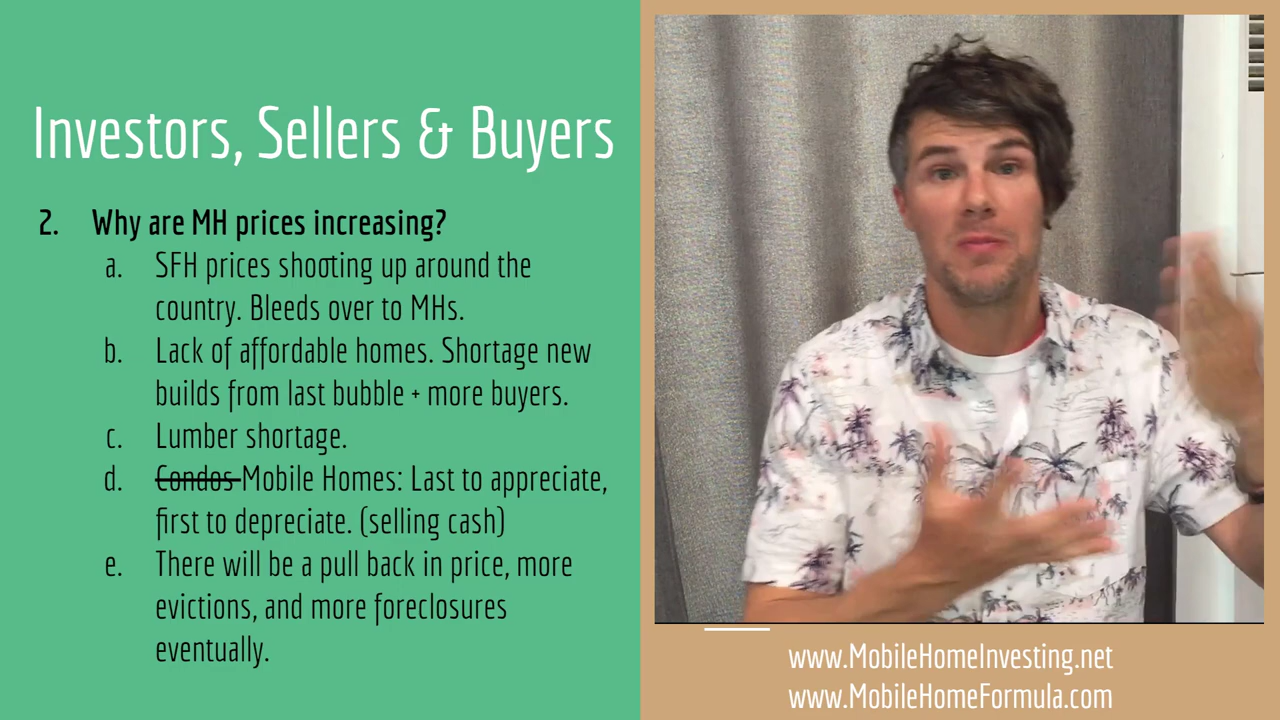 Investors, Sellers & Buyers
2. Why are MH prices increasing?
a. SFH prices shooting up around the
country. Bleeds over to MHs.
b. Lack of affordable homes. Shortage new
builds from last bubble + more buyers.
c. Lumber shortage.
d. Condos Mobile Homes: Last to appreciate,
first to depreciate. (selling cash)
e. There will be a pull back in price, more
evictions, and more foreclosures
eventually.
www.MobileHomeInvesting.net
www.MobileHomeFormula.com